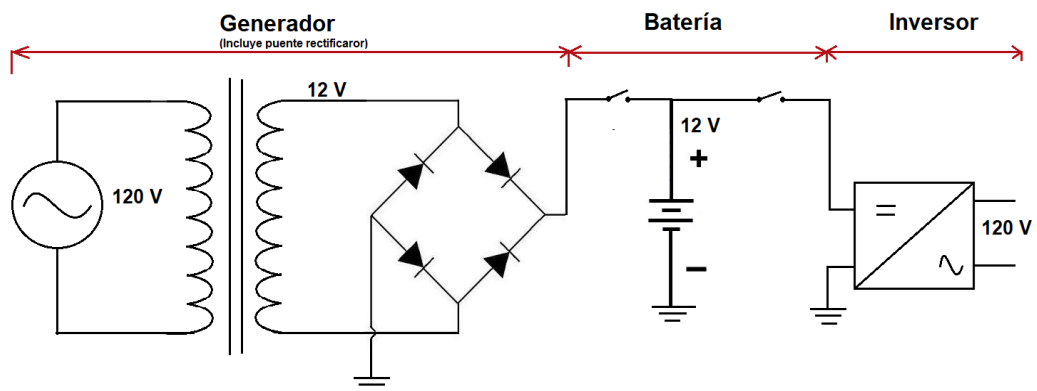 Generador
(Incluye puente rectificaror)
Batería
Inversor
12 V
120 V
12 V
+
−
120 V